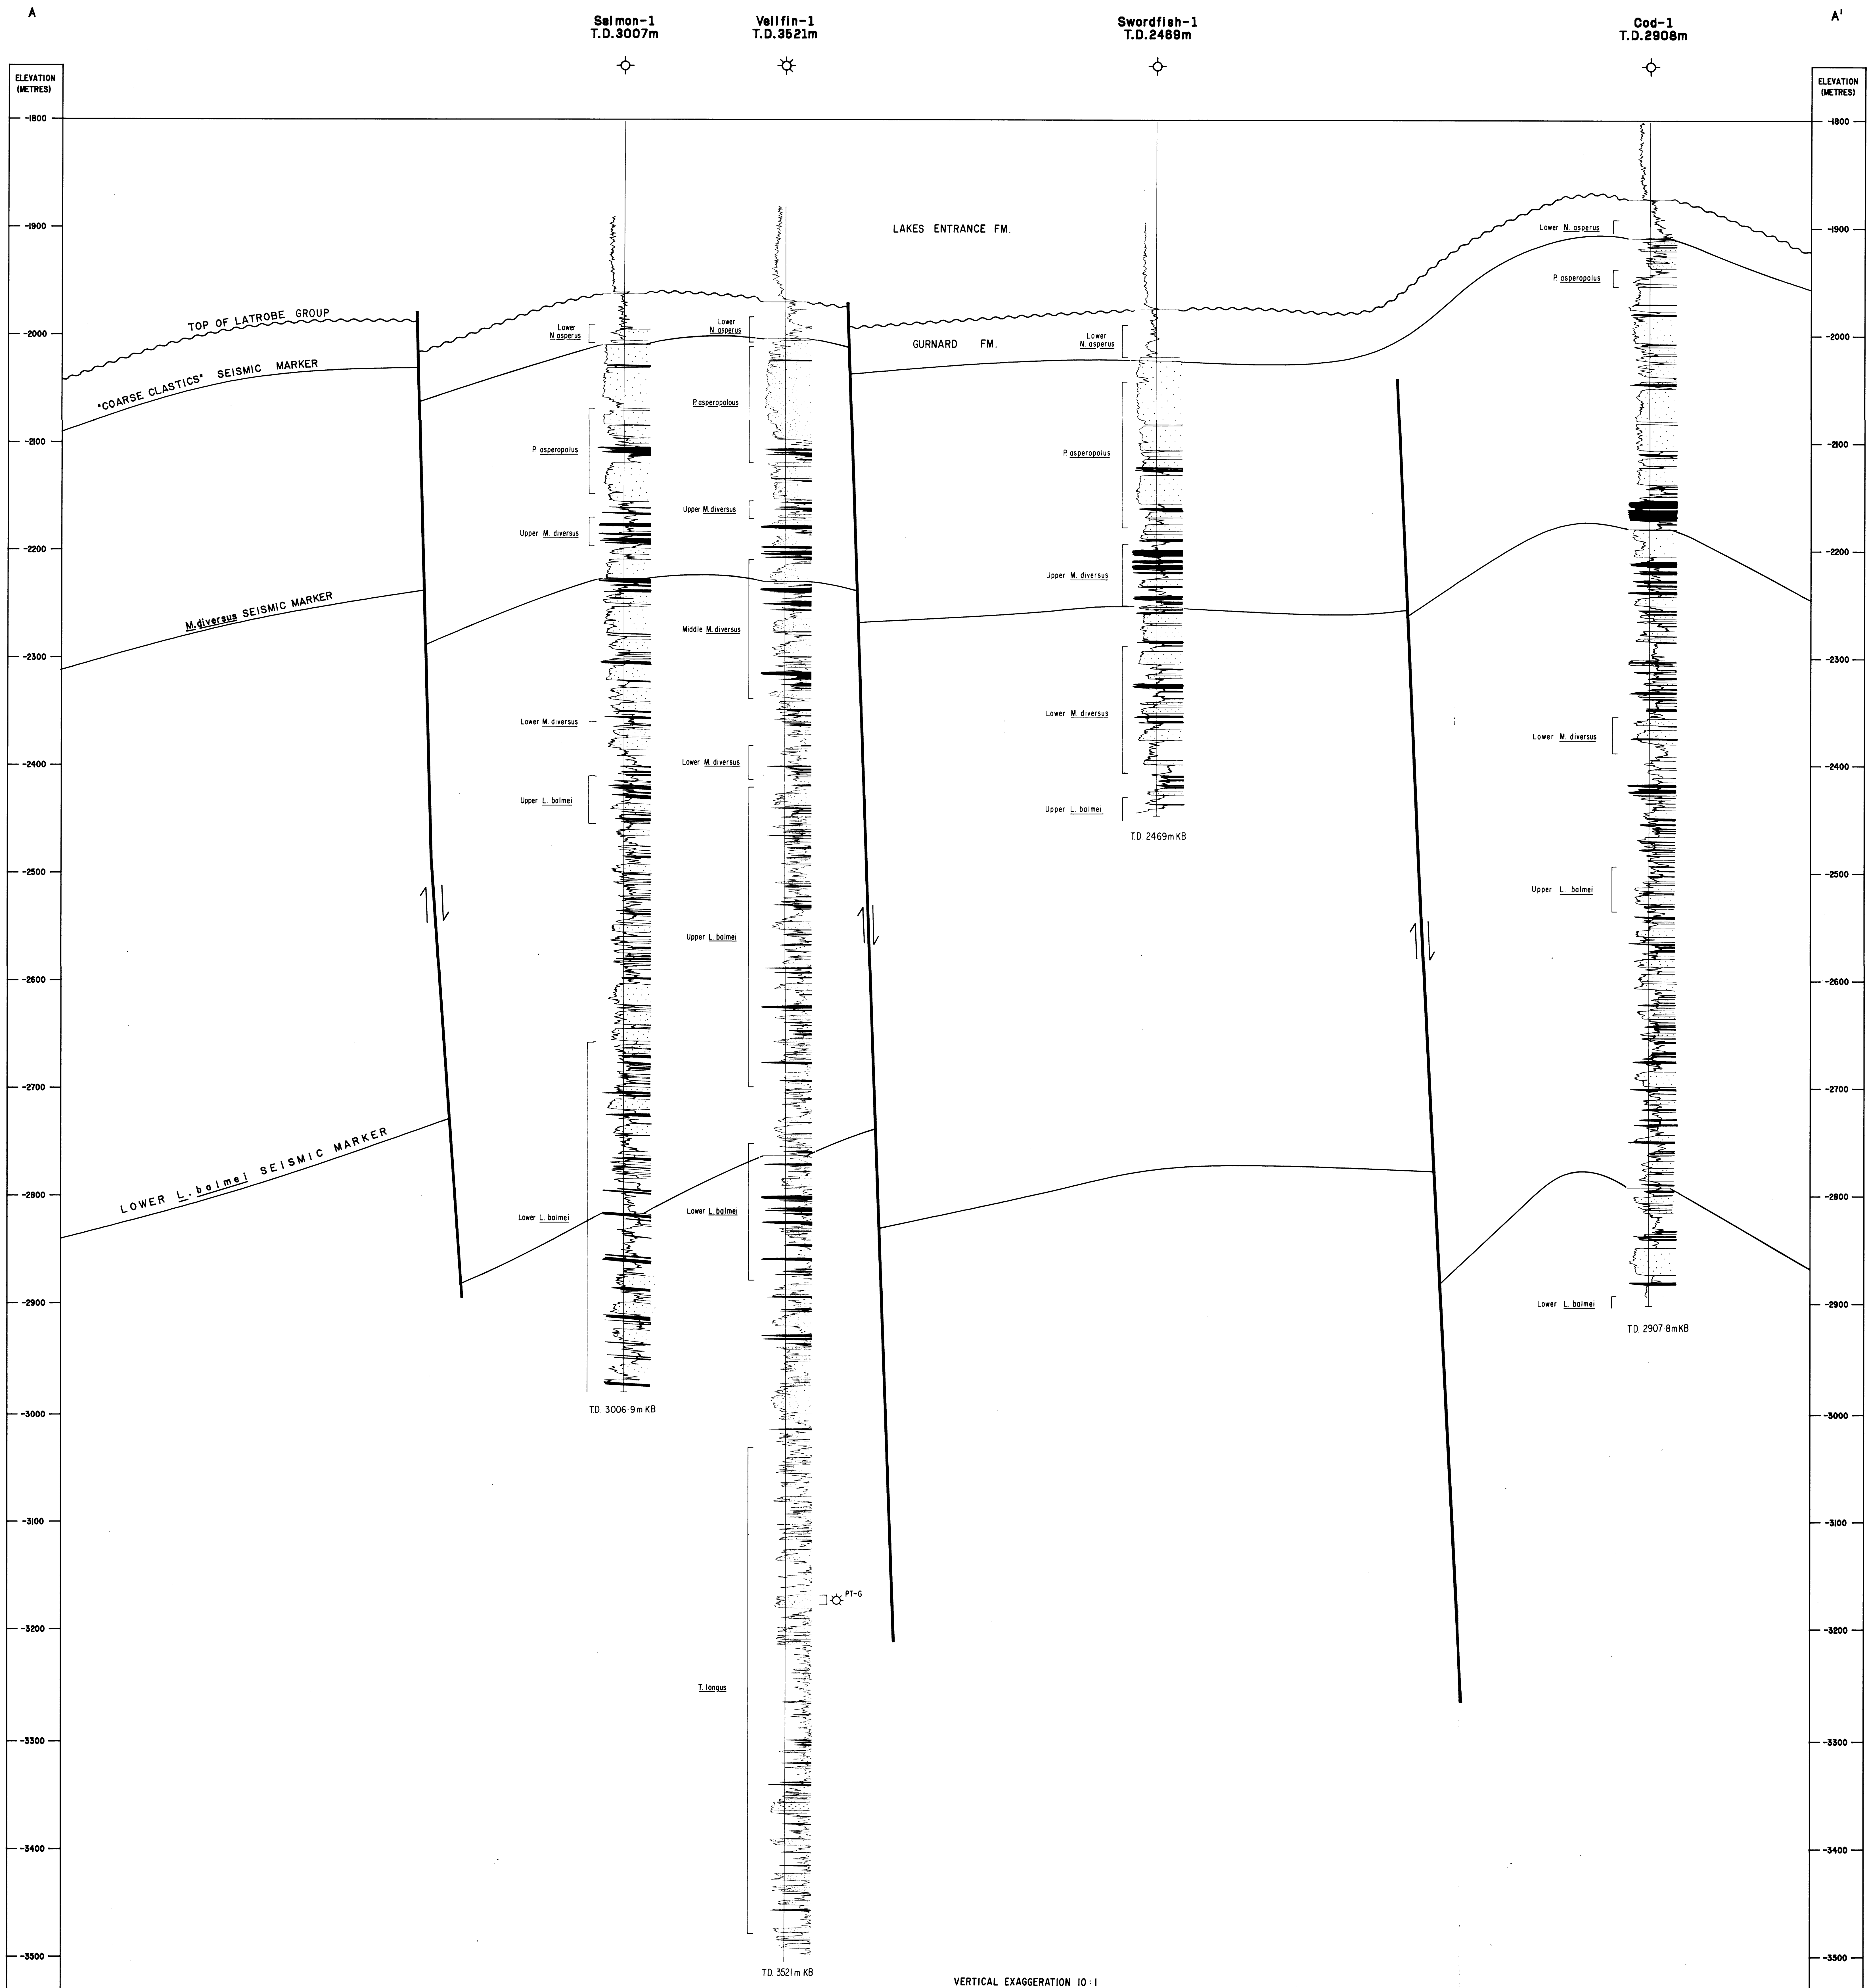 A
A'
Salmon-1
T.D.3007m
Veilfin-1
T.D.3521m
Swordfish-1
T.D.2469m
Cod-1
T.D.2908m
ELEVATION
(METRES)
-1800
-1900
-2000
-2100
-2200
-2300
-2400
-2500
-2600
-2700
-2800
-2900
-3000
-3100
-3200
-3300
-3400
-3500
TOP OF LATROBE GROUP
"COARSE CLASTICS" SEISMIC MARKER
M.diversus SEISMIC MARKER
LOWER L. balmei SEISMIC MARKER
LAKES ENTRANCE FM.
GURNARD FM.
Lower
N. asperus
P. asperopolus
Upper M. diversus
Lower M. diversus
Upper L. balmei
Lower L. balmei
T.D. 3006·9m KB
Lower
N. asperus
P. asperopolous
Upper M. diversus
Middle M. diversus
Lower M. diversus
Upper L. balmei
Lower L. balmei
PT-G
T. longus
T.D. 3521m KB
Lower
N. asperus
P. asperopolus
Upper M. diversus
Lower M. diversus
Upper L. balmei
T.D. 2469m KB
Lower N. asperus
P. asperopolus
Lower M. diversus
Upper L. balmei
Lower L. balmei
T.D. 2907·8m KB
ELEVATION
(METRES)
-1800
-1900
-2000
-2100
-2200
-2300
-2400
-2500
-2600
-2700
-2800
-2900
-3000
-3100
-3200
-3300
-3400
-3500
VERTICAL EXAGGERATION 10:1